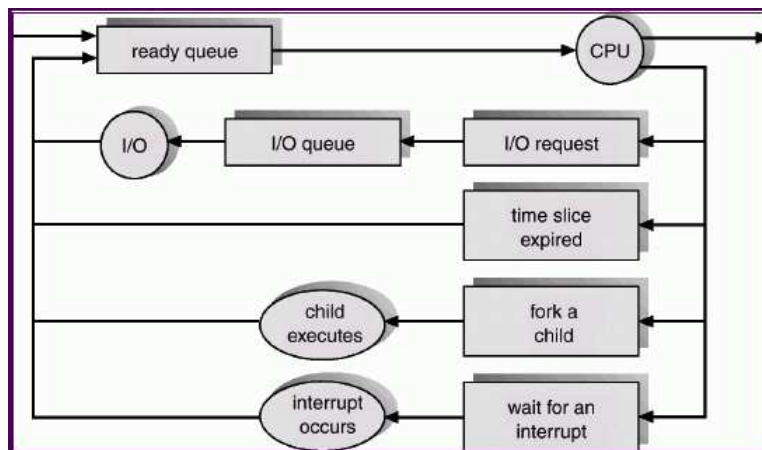 ready queue
CPU
I/O
I/O queue
I/O request
time slice
expired
child
executes
fork a
child
interrupt
occurs
wait for an
interrupt